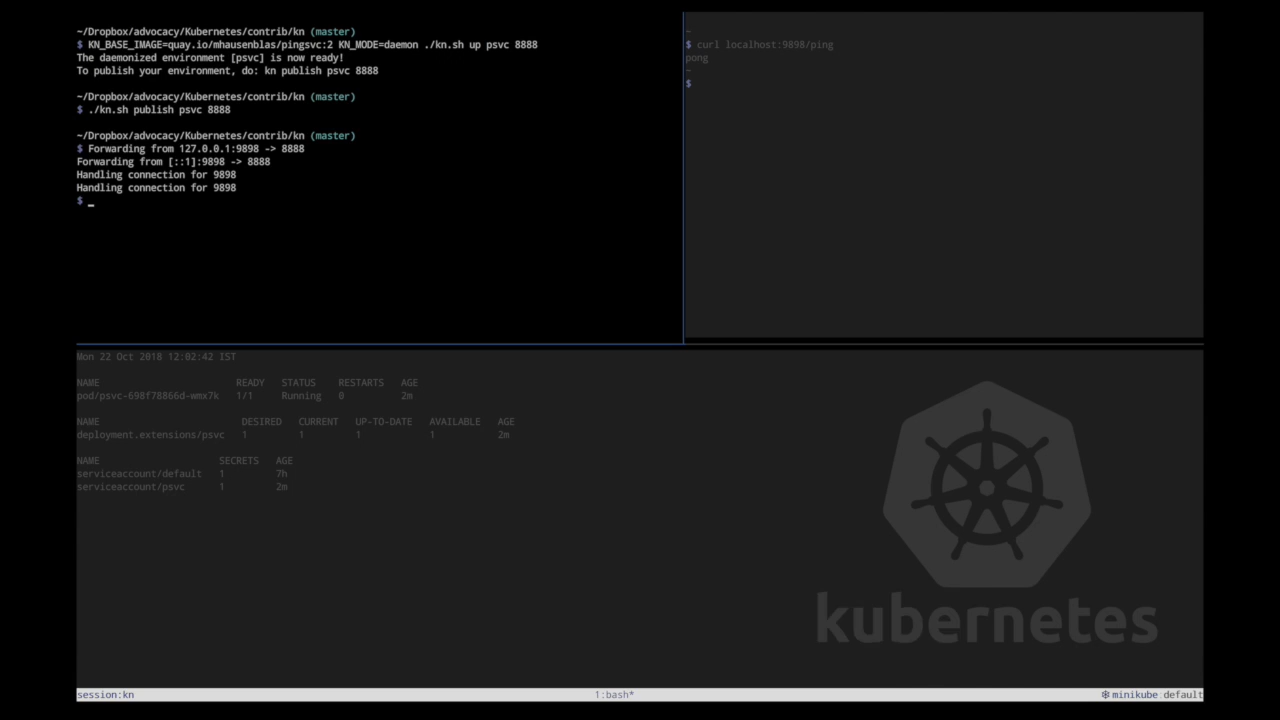 ~/Dropbox/advocacy/Kubernetes/contrib/kn (master)
$ KN_BASE_IMAGE=quay.io/mhausenblas/pingsvc:2 KN_MODE=daemon ./kn.sh up psvc 8888
The daemonized environment [psvc] is now ready!
To publish your environment, do: kn publish psvc 8888
~/Dropbox/advocacy/Kubernetes/contrib/kn (master)
$ ./kn.sh publish psvc 8888
~/Dropbox/advocacy/Kubernetes/contrib/kn (master)
$ Forwarding from 127.0.0.1:9898 -> 8888
Forwarding from [::1]:9898 -> 8888
Handling connection for 9898
Handling connection for 9898
$ _
~
$ curl localhost:9898/ping
pong
~
$
Mon 22 Oct 2018 12:02:42 IST
NAME READY STATUS RESTARTS AGE
pod/psvc-698f78866d-wmx7k 1/1 Running 0 2m
NAME DESIRED CURRENT UP-TO-DATE AVAILABLE AGE
deployment.extensions/psvc 1 1 1 1 2m
NAME SECRETS AGE
serviceaccount/default 1 7h
serviceaccount/psvc 1 2m
kubernetes
session:kn 1:bash* ⎈ minikube:default